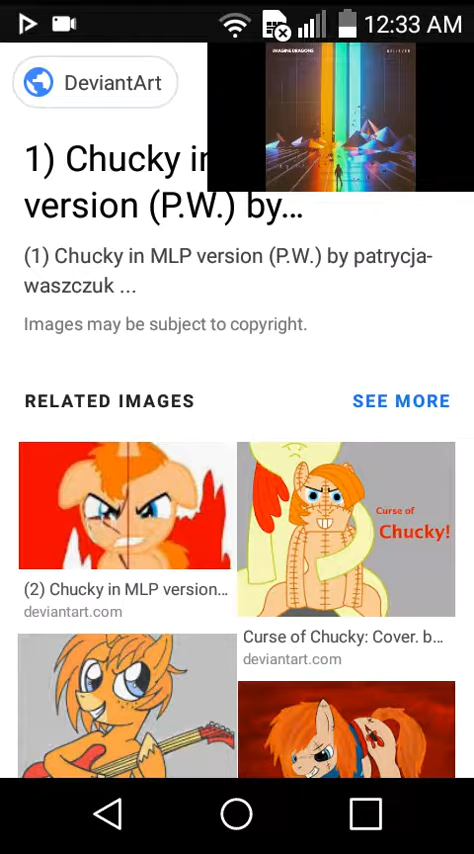 12:33 AM
DeviantArt
IMAGINE DRAGONS
1) Chucky in
version (P.W.) by...
(1) Chucky in MLP version (P.W.) by patrycja-
waszczuk ...
Images may be subject to copyright.
RELATED IMAGES
SEE MORE
Curse of
Chucky!
(2) Chucky in MLP version...
deviantart.com
Curse of Chucky: Cover. b...
deviantart.com